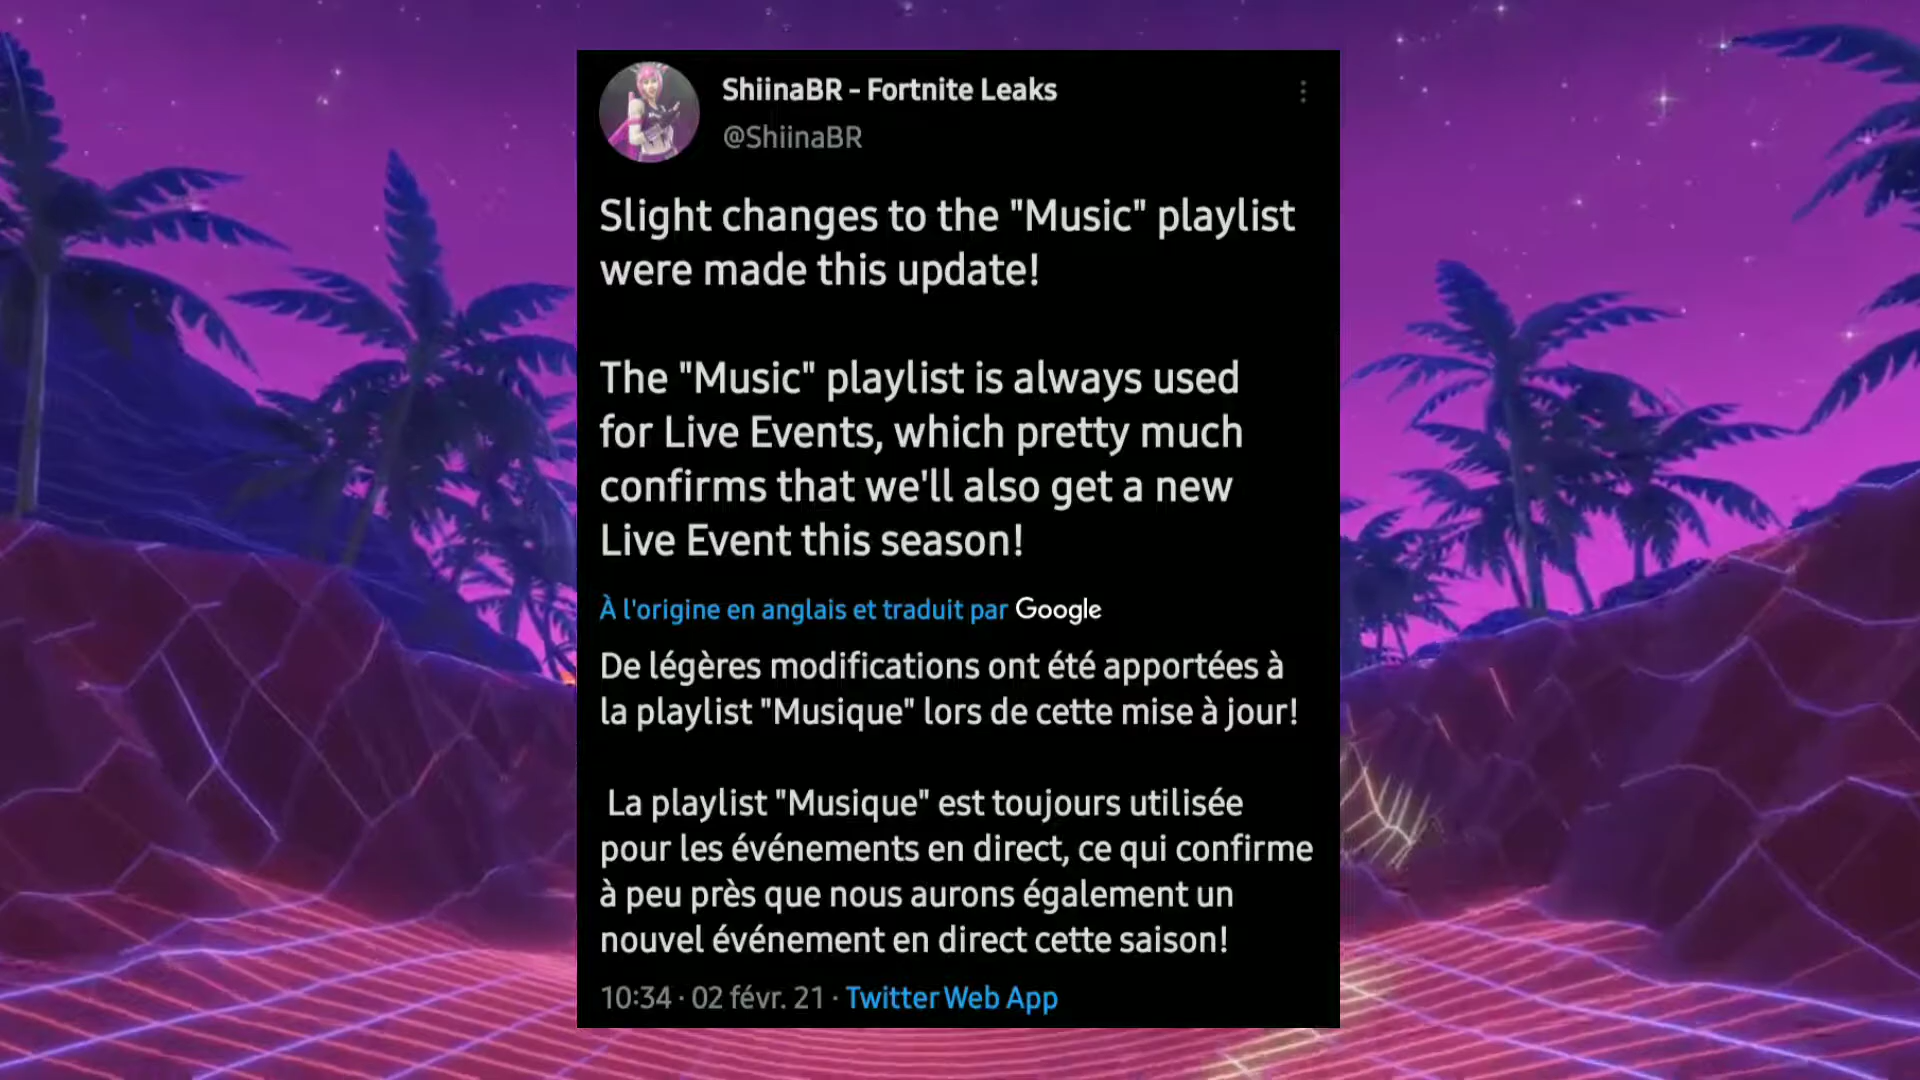 ShiinaBR - Fortnite Leaks
@ShiinaBR
Slight changes to the "Music" playlist
were made this update!
The "Music" playlist is always used
for Live Events, which pretty much
confirms that we'll also get a new
Live Event this season!
À l'origine en anglais et traduit par Google
De légères modifications ont été apportées à
la playlist "Musique" lors de cette mise à jour!
La playlist "Musique" est toujours utilisée
pour les événements en direct, ce qui confirme
à peu près que nous aurons également un
nouvel événement en direct cette saison!
10:34 · 02 févr. 21 · Twitter Web App